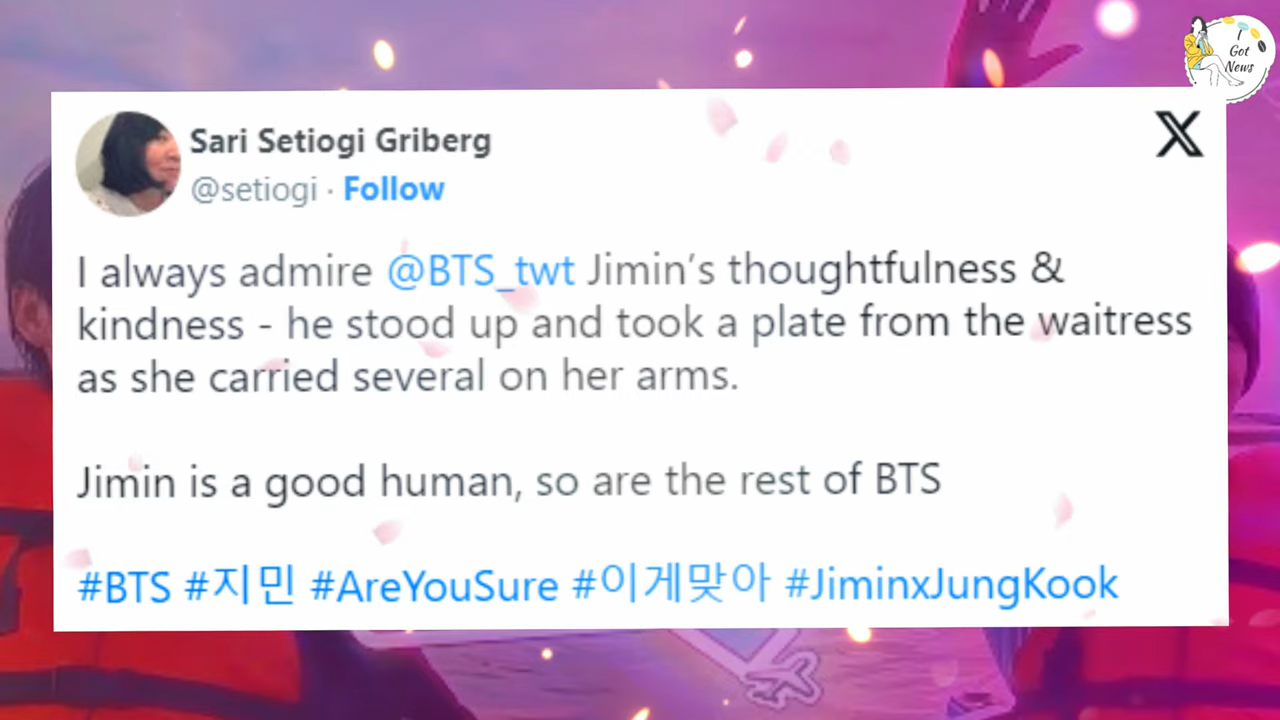 I
Got
News
Sari Setiogi Griberg
@setiogi · Follow
I always admire @BTS_twt Jimin's thoughtfulness &
kindness - he stood up and took a plate from the waitress
as she carried several on her arms.
Jimin is a good human, so are the rest of BTS
#BTS #지민 #AreYouSure #이게맞아 #JiminxJungKook